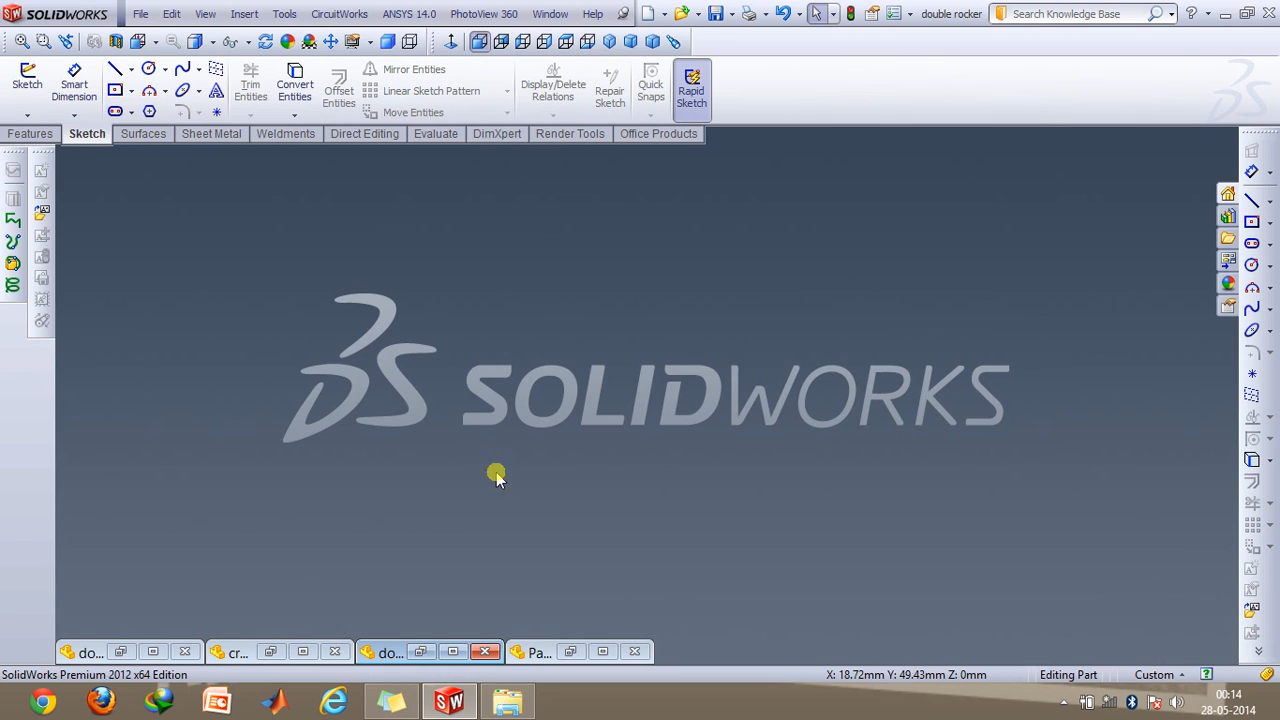 SOLIDWORKS File Edit View Insert Tools CircuitWorks ANSYS 14.0 PhotoView 360 Window Help double rocker Search Knowledge Base ?
Sketch Smart Dimension Trim Entities Convert Entities Offset Entities Mirror Entities Display/Delete Relations Repair Sketch Quick Snaps Rapid Sketch
Linear Sketch Pattern
Move Entities
Features Sketch Surfaces Sheet Metal Weldments Direct Editing Evaluate DimXpert Render Tools Office Products
SOLIDWORKS
do... cr... do... Pa...
SolidWorks Premium 2012 x64 Edition X: 18.72mm Y: 49.43mm Z: 0mm Editing Part Custom ?
00:14
28-05-2014